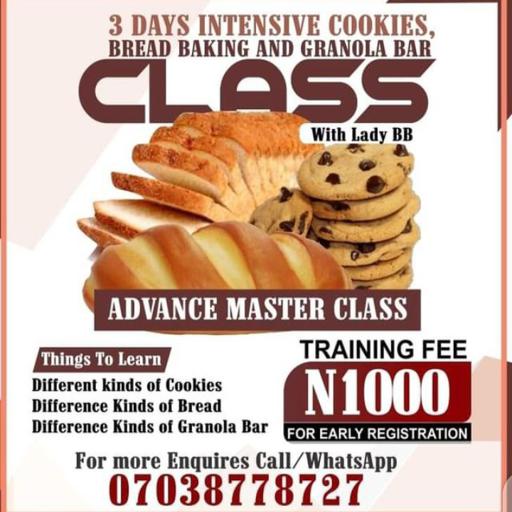 3 DAYS INTENSIVE COOKIES,
BREAD BAKING AND GRANOLA BAR
CLASS
With Lady BB
ADVANCE MASTER CLASS
Things To Learn
Different kinds of Cookies
Difference Kinds of Bread
Difference Kinds of Granola Bar
TRAINING FEE
N1000
FOR EARLY REGISTRATION
For more Enquires Call/WhatsApp
07038778727